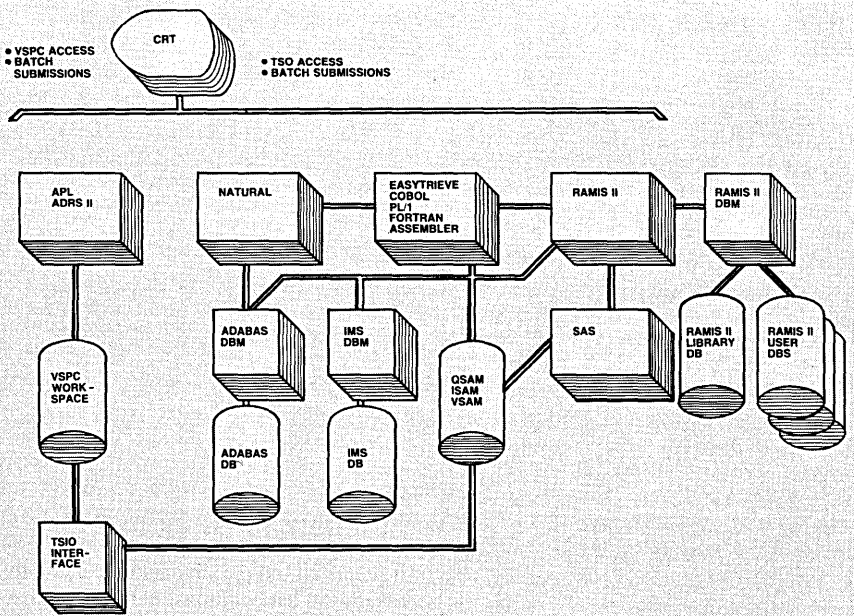 CRT
• VSPC ACCESS
• BATCH
SUBMISSIONS
• TSO ACCESS
• BATCH SUBMISSIONS
APL
ADRS II
NATURAL
EASYTRIEVE
COBOL
PL/1
FORTRAN
ASSEMBLER
RAMIS II
RAMIS II
DBM
ADABAS
DBM
IMS
DBM
SAS
RAMIS II
LIBRARY
DB
RAMIS II
USER
DBS
VSPC
WORK-
SPACE
QSAM
ISAM
VSAM
ADABAS
DB
IMS
DB
TSIO
INTER-
FACE